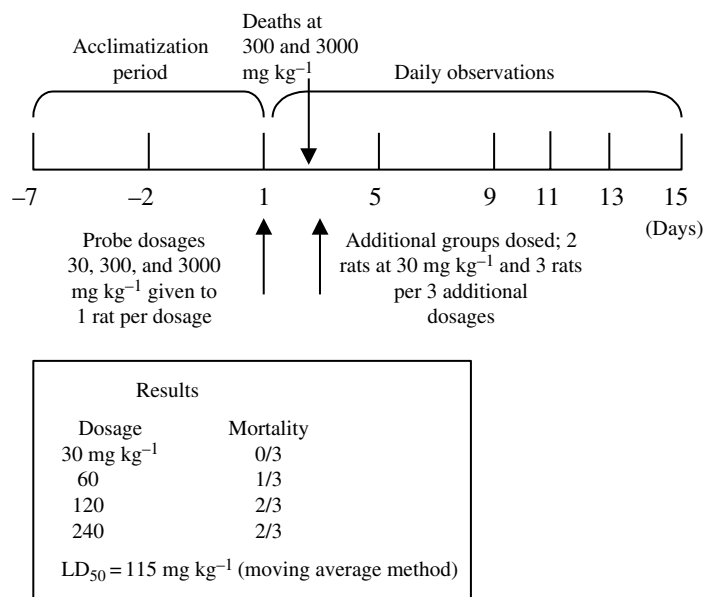 Deaths at
300 and 3000
mg kg⁻¹
Acclimatization
period
Daily observations
–7
–2
1
5
9
11
13
15
(Days)
Probe dosages
30, 300, and 3000
mg kg⁻¹ given to
1 rat per dosage
Additional groups dosed; 2
rats at 30 mg kg⁻¹ and 3 rats
per 3 additional
dosages
Results
Dosage Mortality
30 mg kg⁻¹ 0/3
60 1/3
120 2/3
240 2/3
LD₅₀ = 115 mg kg⁻¹ (moving average method)